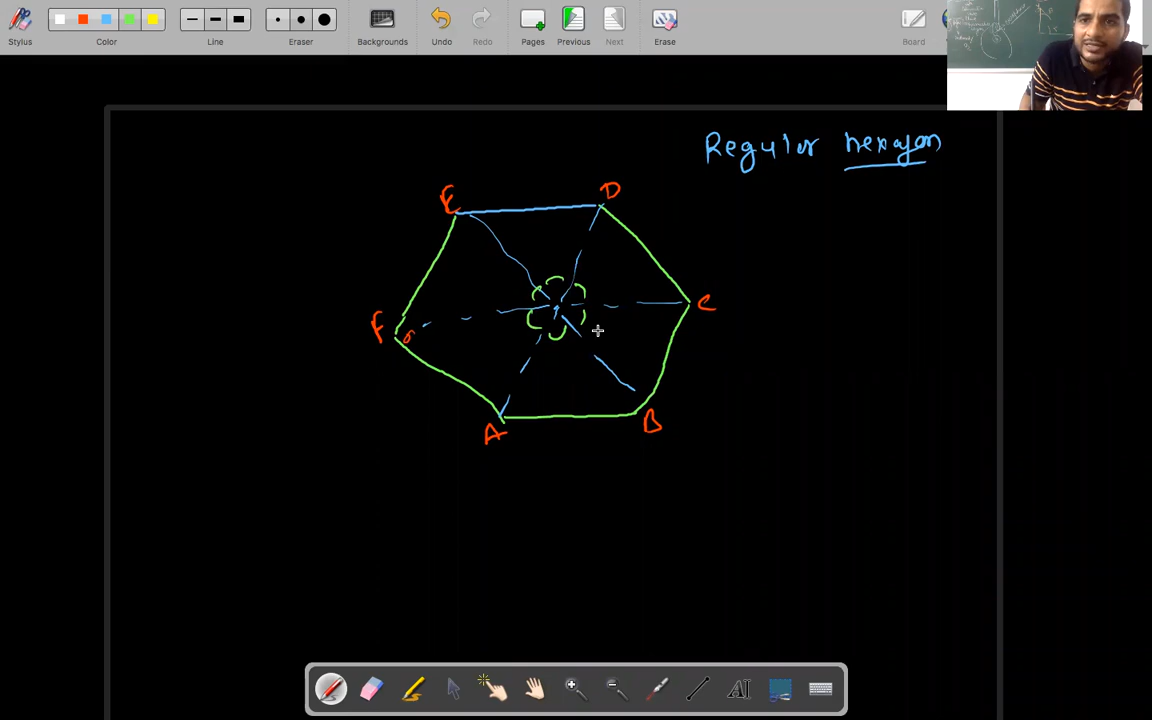 Stylus
Color
Line
Eraser
Backgrounds
Undo
Redo
Pages
Previous
Next
Erase
Board
Regular hexagon
E
D
F
C
A
B